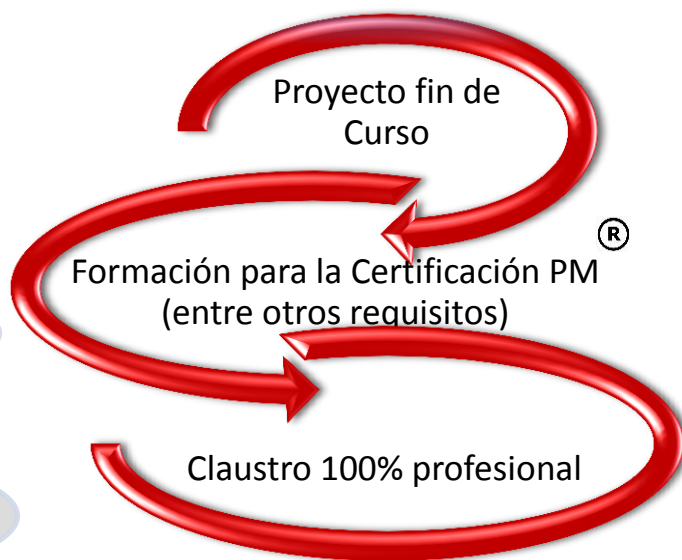 Proyecto fin de
Curso
Formación para la Certificación PM®
(entre otros requisitos)
Claustro 100% profesional